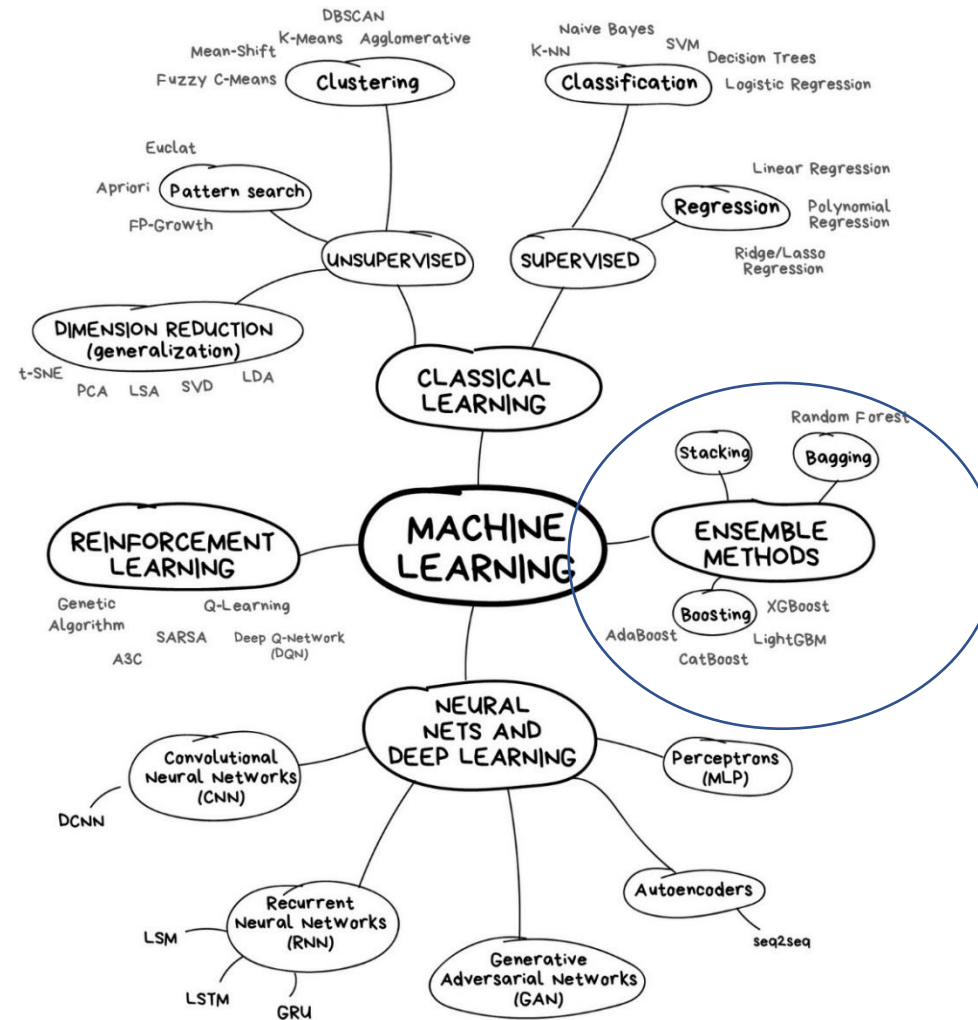 DBSCAN
K-Means
Agglomerative
Mean-Shift
Fuzzy C-Means
Clustering
Naive Bayes
K-NN
SVM
Decision Trees
Logistic Regression
Classification
Euclat
Apriori
Pattern search
FP-Growth
Linear Regression
Regression
Polynomial
Regression
Ridge/Lasso
Regression
UNSUPERVISED
SUPERVISED
DIMENSION REDUCTION
(generalization)
t-SNE
PCA
LSA
SVD
LDA
CLASSICAL
LEARNING
Random Forest
Stacking
Bagging
ENSEMBLE
METHODS
MACHINE
LEARNING
REINFORCEMENT
LEARNING
Genetic
Algorithm
Q-Learning
SARSA
Deep Q-Network
(DQN)
A3C
Boosting
XGBoost
AdaBoost
LightGBM
CatBoost
NEURAL
NETS AND
DEEP LEARNING
Convolutional
Neural Networks
(CNN)
DCNN
Perceptrons
(MLP)
Autoencoders
seq2seq
Recurrent
Neural Networks
(RNN)
LSM
LSTM
GRU
Generative
Adversarial Networks
(GAN)